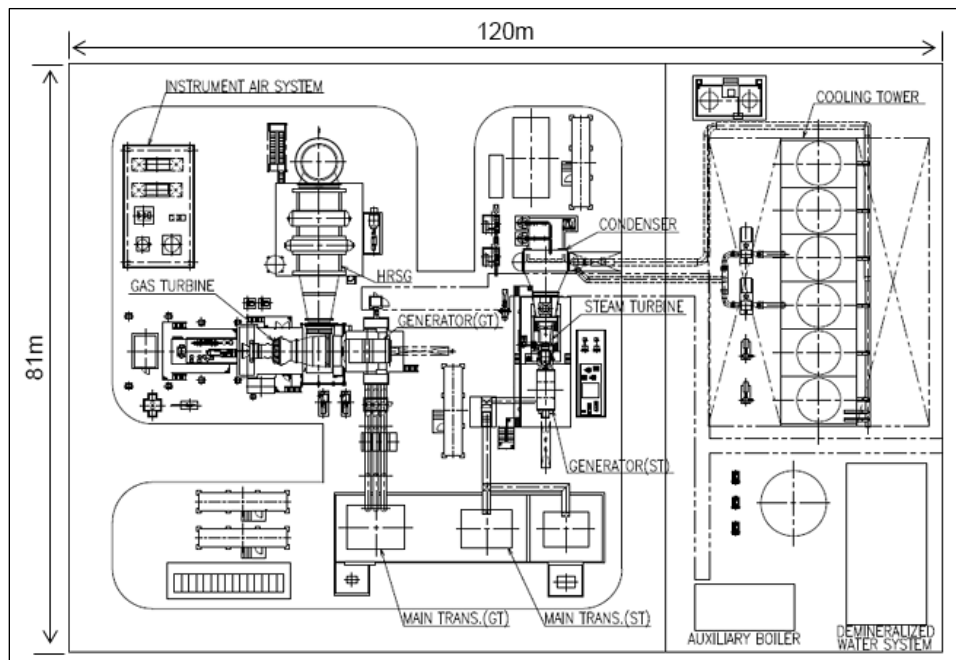 120m
81m
INSTRUMENT AIR SYSTEM
COOLING TOWER
CONDENSER
HRSG
GAS TURBINE
STEAM TURBINE
GENERATOR(GT)
GENERATOR(ST)
MAIN TRANS.(GT)
MAIN TRANS.(ST)
AUXILIARY BOILER
DEMINERALIZED
WATER SYSTEM